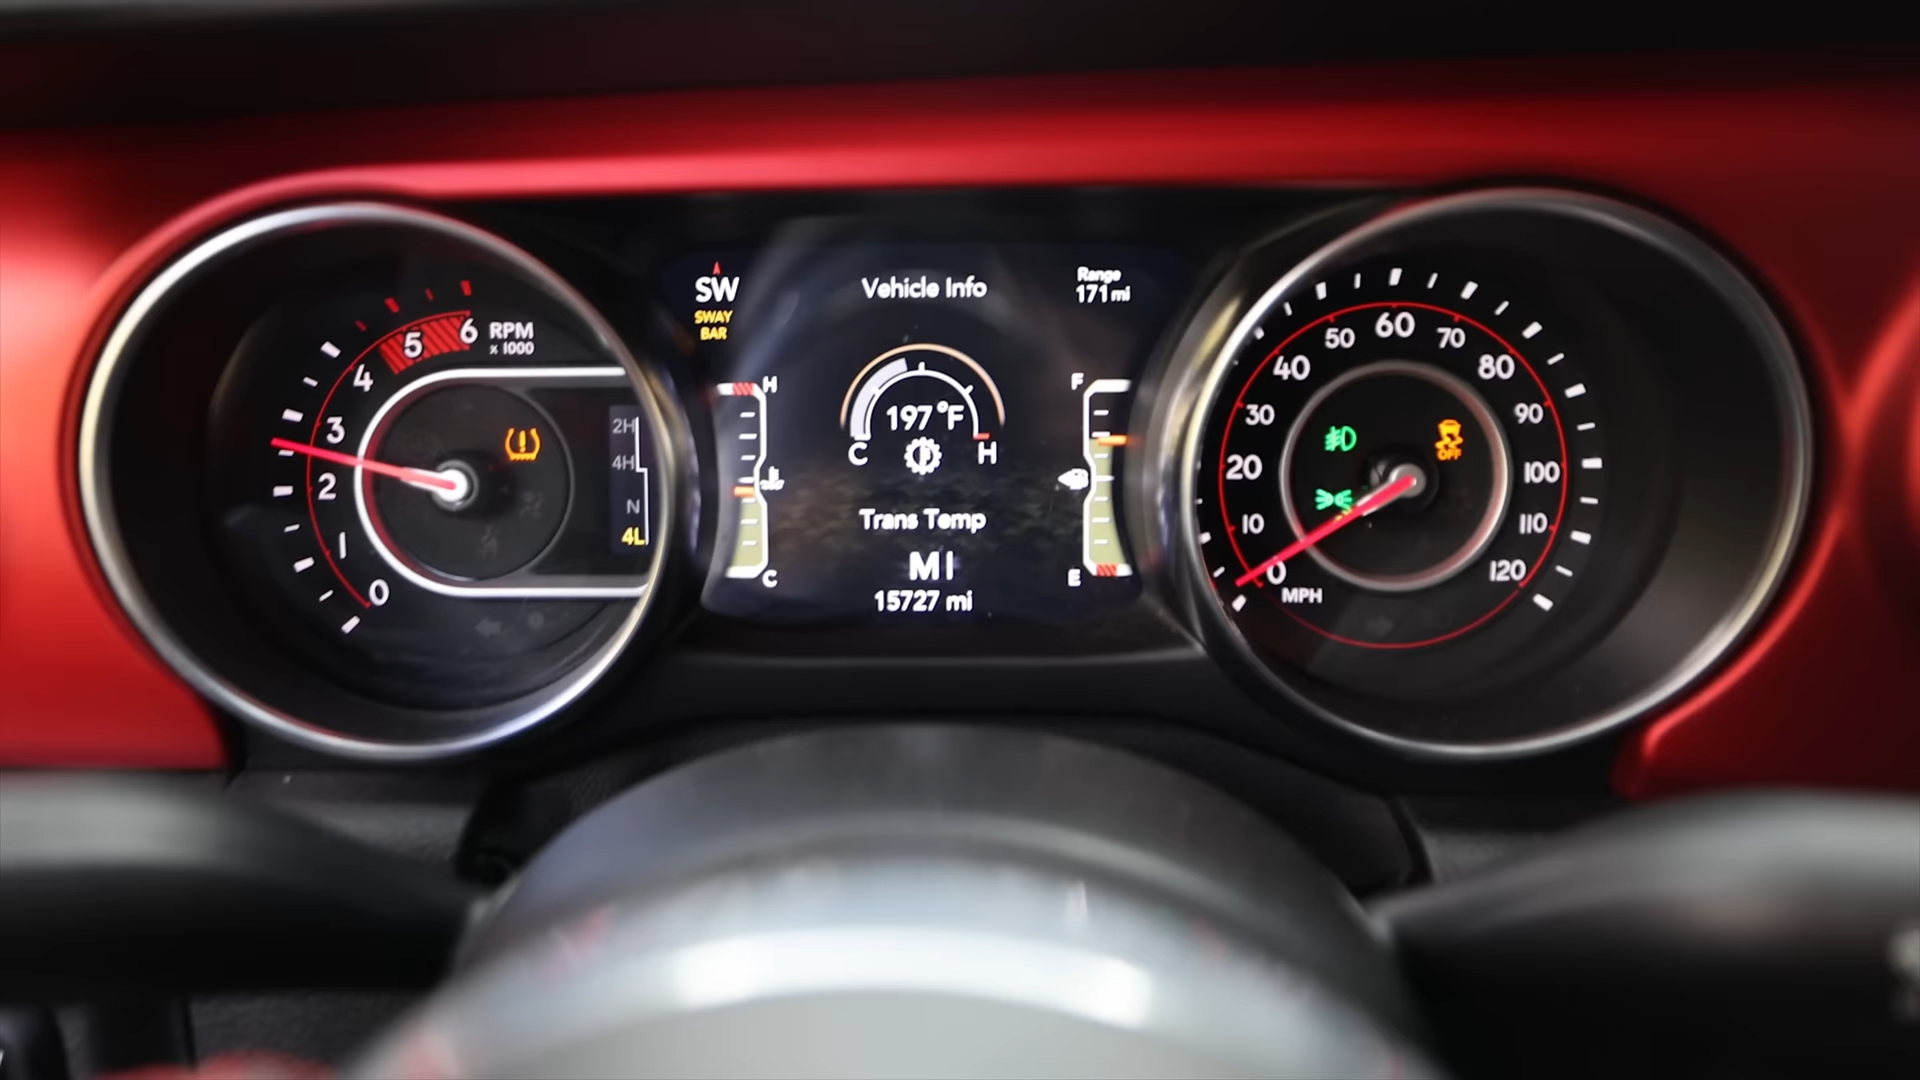 6
RPM
x 1000
5
4
3
2
1
0
2H
4H
N
4L
SW
SWAY
BAR
Vehicle Info
Range
171 mi
H
C
197 °F
C
H
Trans Temp
M1
15727 mi
F
E
0
10
20
30
40
50
60
70
80
90
100
110
120
MPH
OFF